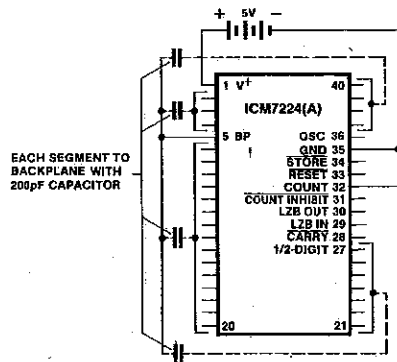 + 5V −
1 V+
40
ICM7224(A)
5 BP
OSC 36
GND 35
STORE 34
RESET 33
COUNT 32
COUNT INHIBIT 31
LZB OUT 30
LZB IN 29
CARRY 28
1/2-DIGIT 27
20
21
EACH SEGMENT TO
BACKPLANE WITH
200pF CAPACITOR